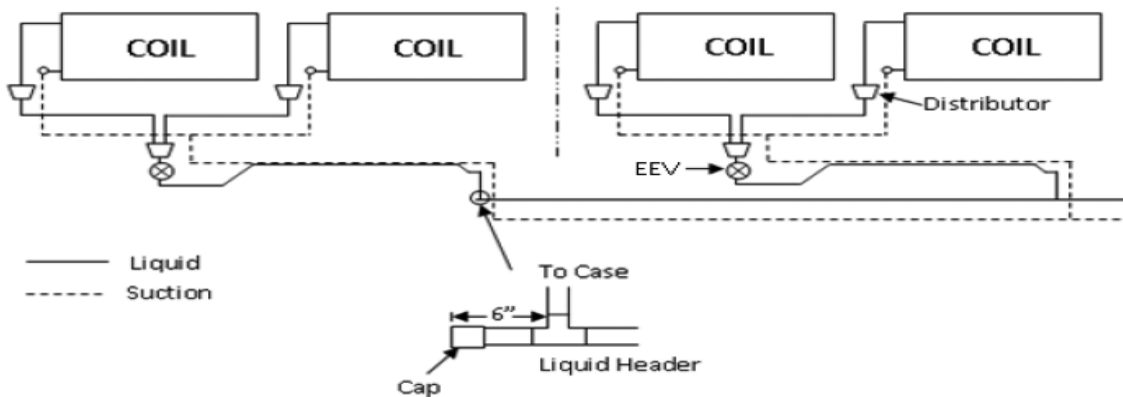 COIL
COIL
COIL
COIL
Distributor
EEV
Liquid
Suction
To Case
6”
Liquid Header
Cap